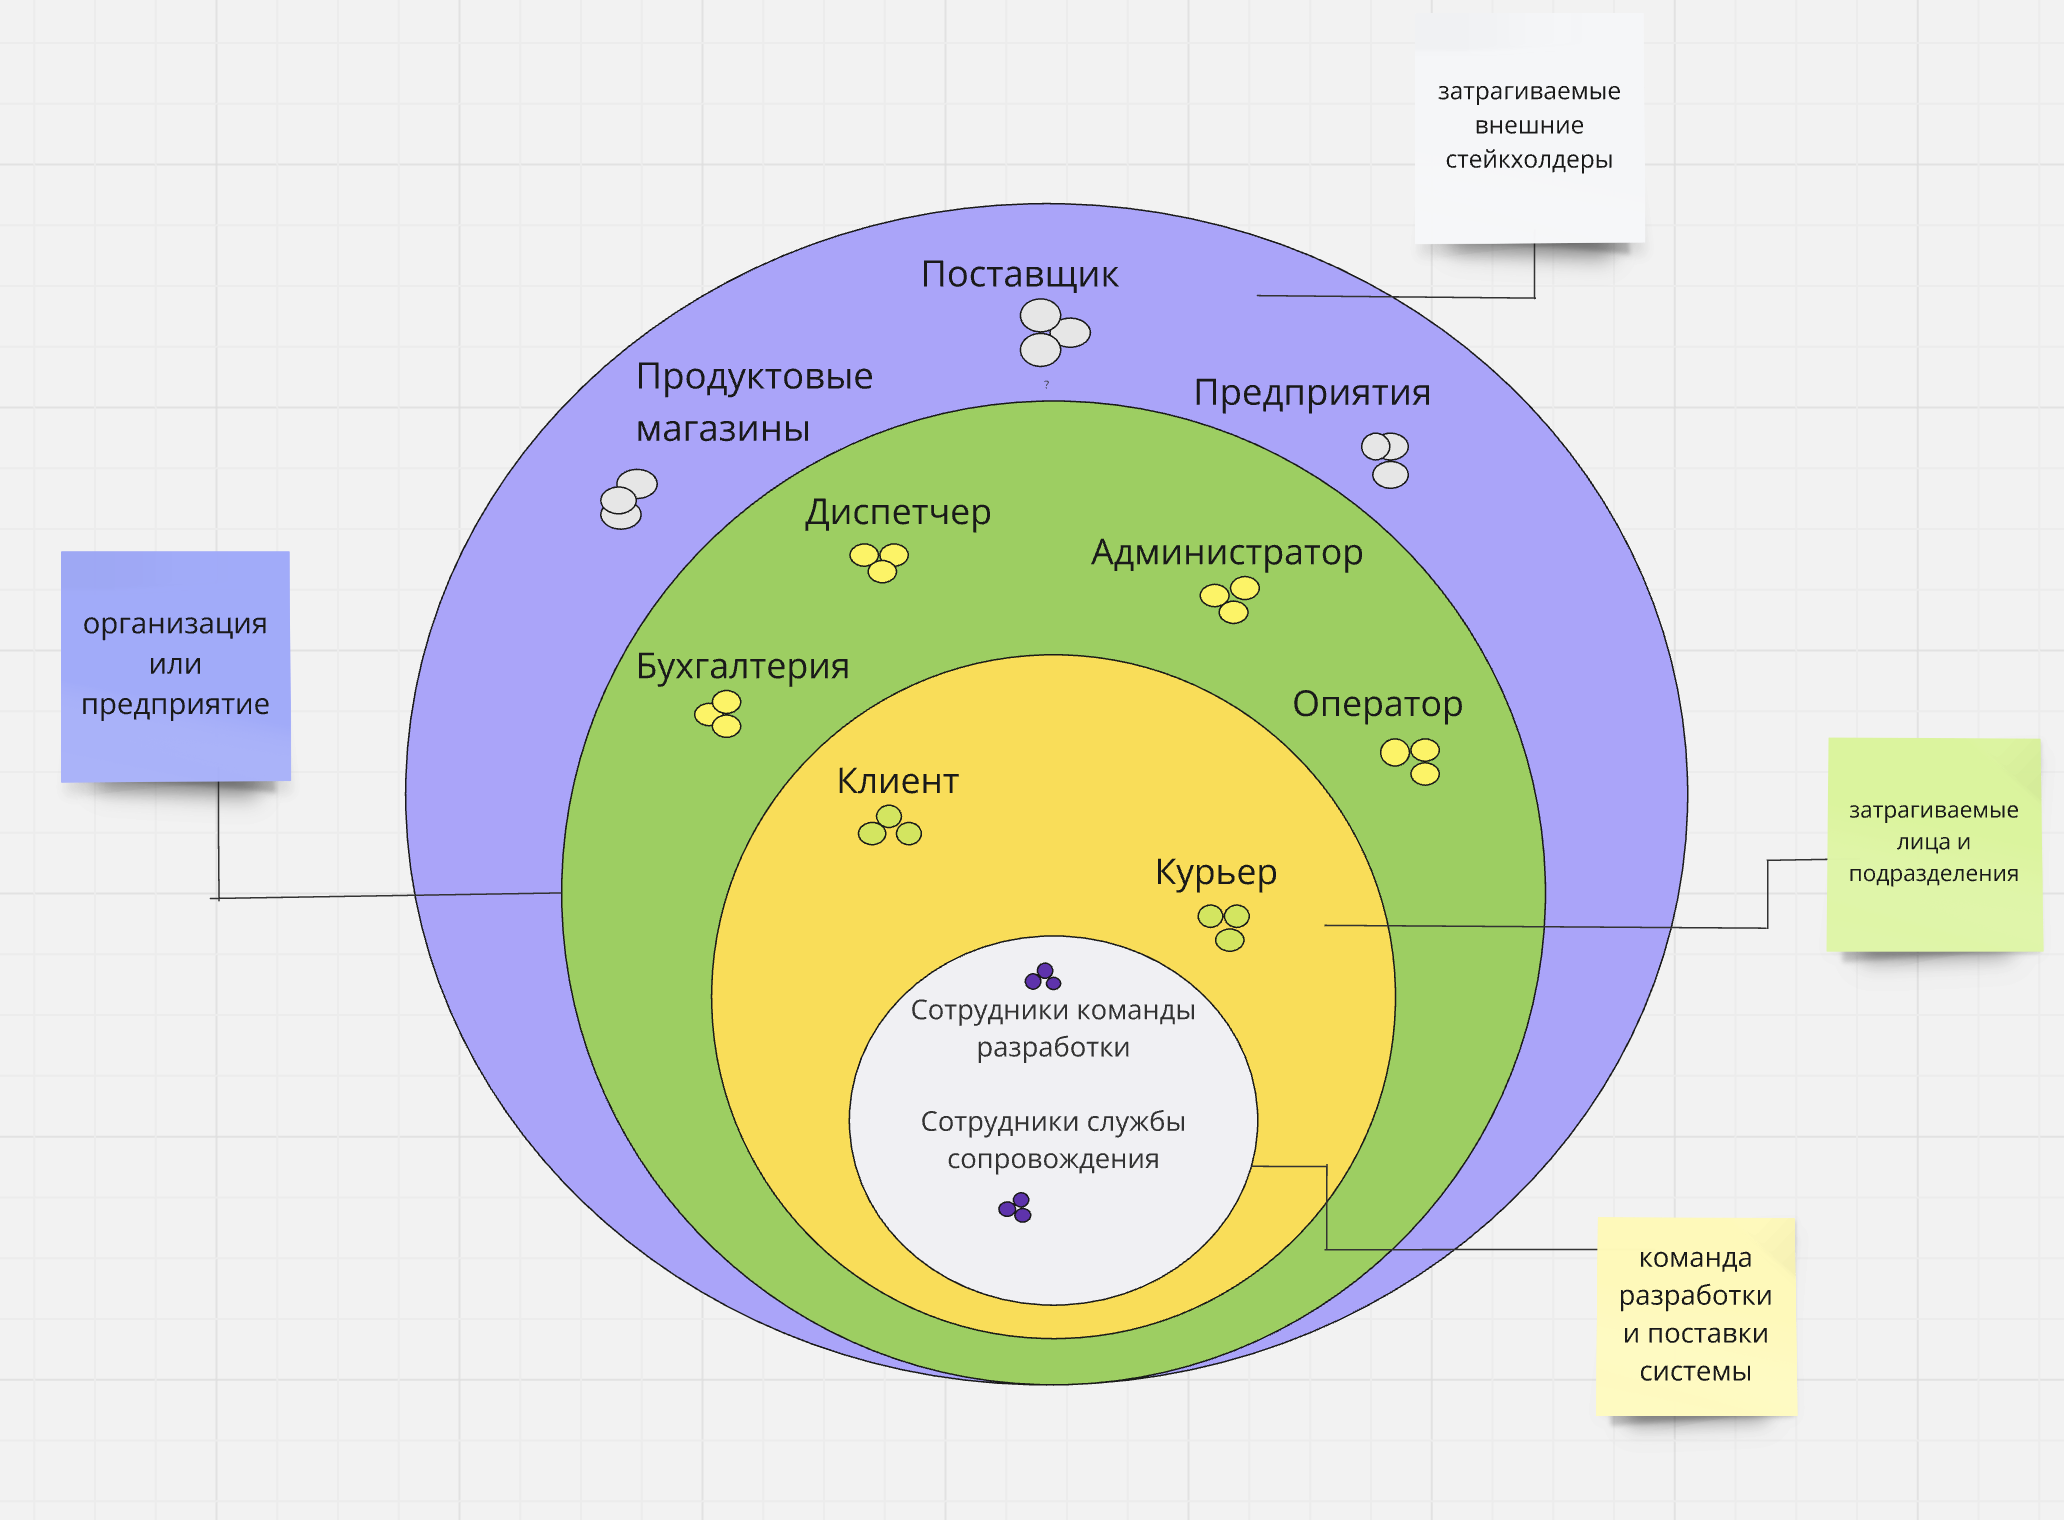 затрагиваемые
внешние
стейкхолдеры
Поставщик
?
Продуктовые
магазины
Предприятия
Диспетчер
Администратор
организация
или
предприятие
Бухгалтерия
Оператор
Клиент
затрагиваемые
лица и
подразделения
Курьер
Сотрудники команды
разработки
Сотрудники службы
сопровождения
команда
разработки
и поставки
системы